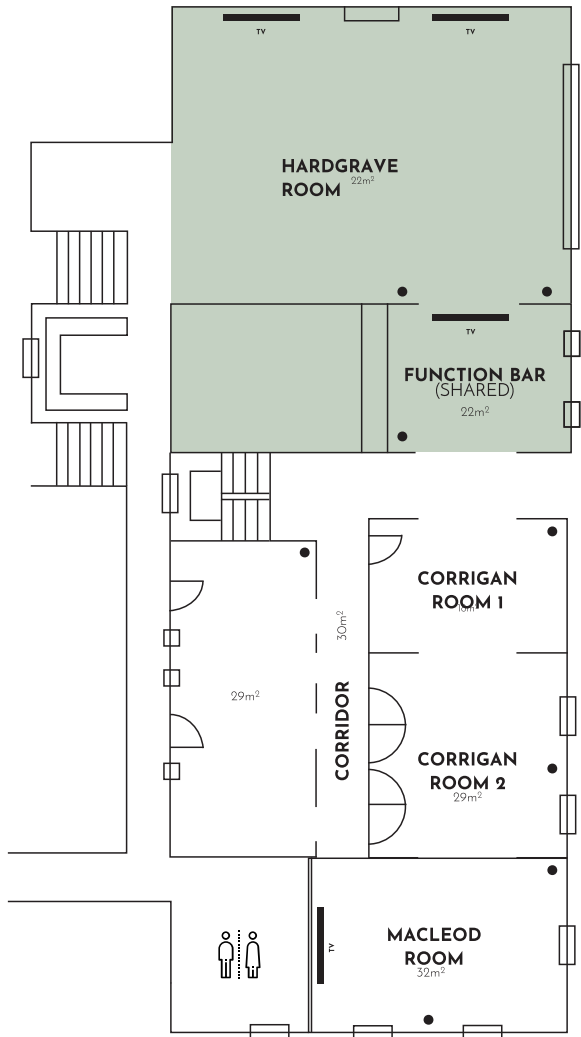 TV
TV
HARDGRAVE
ROOM 22m²
TV
FUNCTION BAR
(SHARED)
22m²
CORRIGAN
ROOM 1
30m²
29m²
CORRIDOR
CORRIGAN
ROOM 2
29m²
MACLEOD
ROOM
32m²
TV